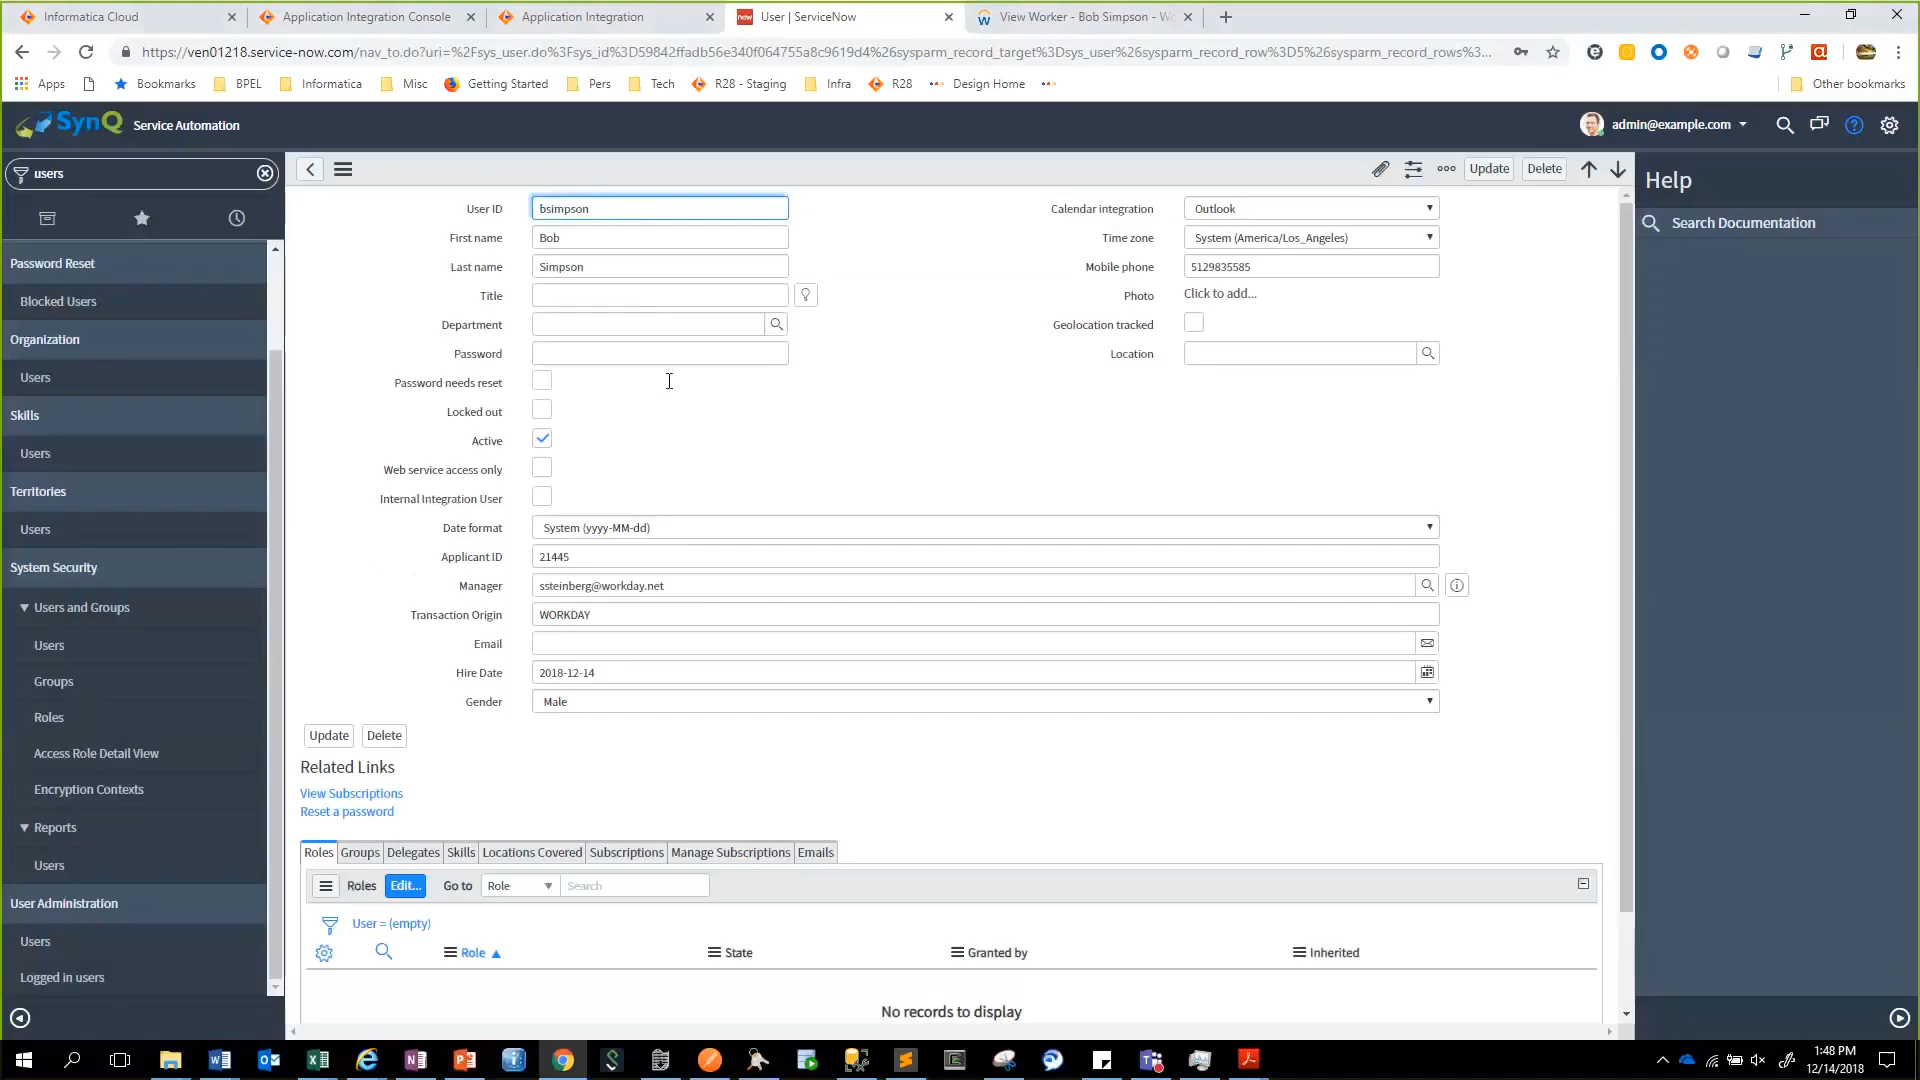 Informatica Cloud
Application Integration Console
Application Integration
now User | ServiceNow
View Worker - Bob Simpson - W
https://ven01218.service-now.com/nav_to.do?uri=%2Fsys_user.do%3Fsys_id%3D59842ffadb56e340f064755a8c9619d4%26sysparm_record_target%3Dsys_user%26sysparm_record_row%3D5%26sysparm_record_rows%3...
Apps
Bookmarks
BPEL
Informatica
Misc
Getting Started
Pers
Tech
R28 - Staging
Infra
R28
Design Home
Other bookmarks
SynQ Service Automation
admin@example.com
users
Password Reset
Blocked Users
Organization
Users
Skills
Users
Territories
Users
System Security
Users and Groups
Users
Groups
Roles
Access Role Detail View
Encryption Contexts
Reports
Users
User Administration
Users
Logged in users
Update
Delete
User ID bsimpson
First name Bob
Last name Simpson
Title
Department
Password
Password needs reset
Locked out
Active
Web service access only
Internal Integration User
Date format System (yyyy-MM-dd)
Applicant ID 21445
Manager ssteinberg@workday.net
Transaction Origin WORKDAY
Email
Hire Date 2018-12-14
Gender Male
Calendar integration Outlook
Time zone System (America/Los_Angeles)
Mobile phone 5129835585
Photo Click to add...
Geolocation tracked
Location
Update
Delete
Related Links
View Subscriptions
Reset a password
Roles Groups Delegates Skills Locations Covered Subscriptions Manage Subscriptions Emails
Roles Edit... Go to Role Search
User = (empty)
Role State Granted by Inherited
No records to display
Help
Search Documentation
1:48 PM
12/14/2018